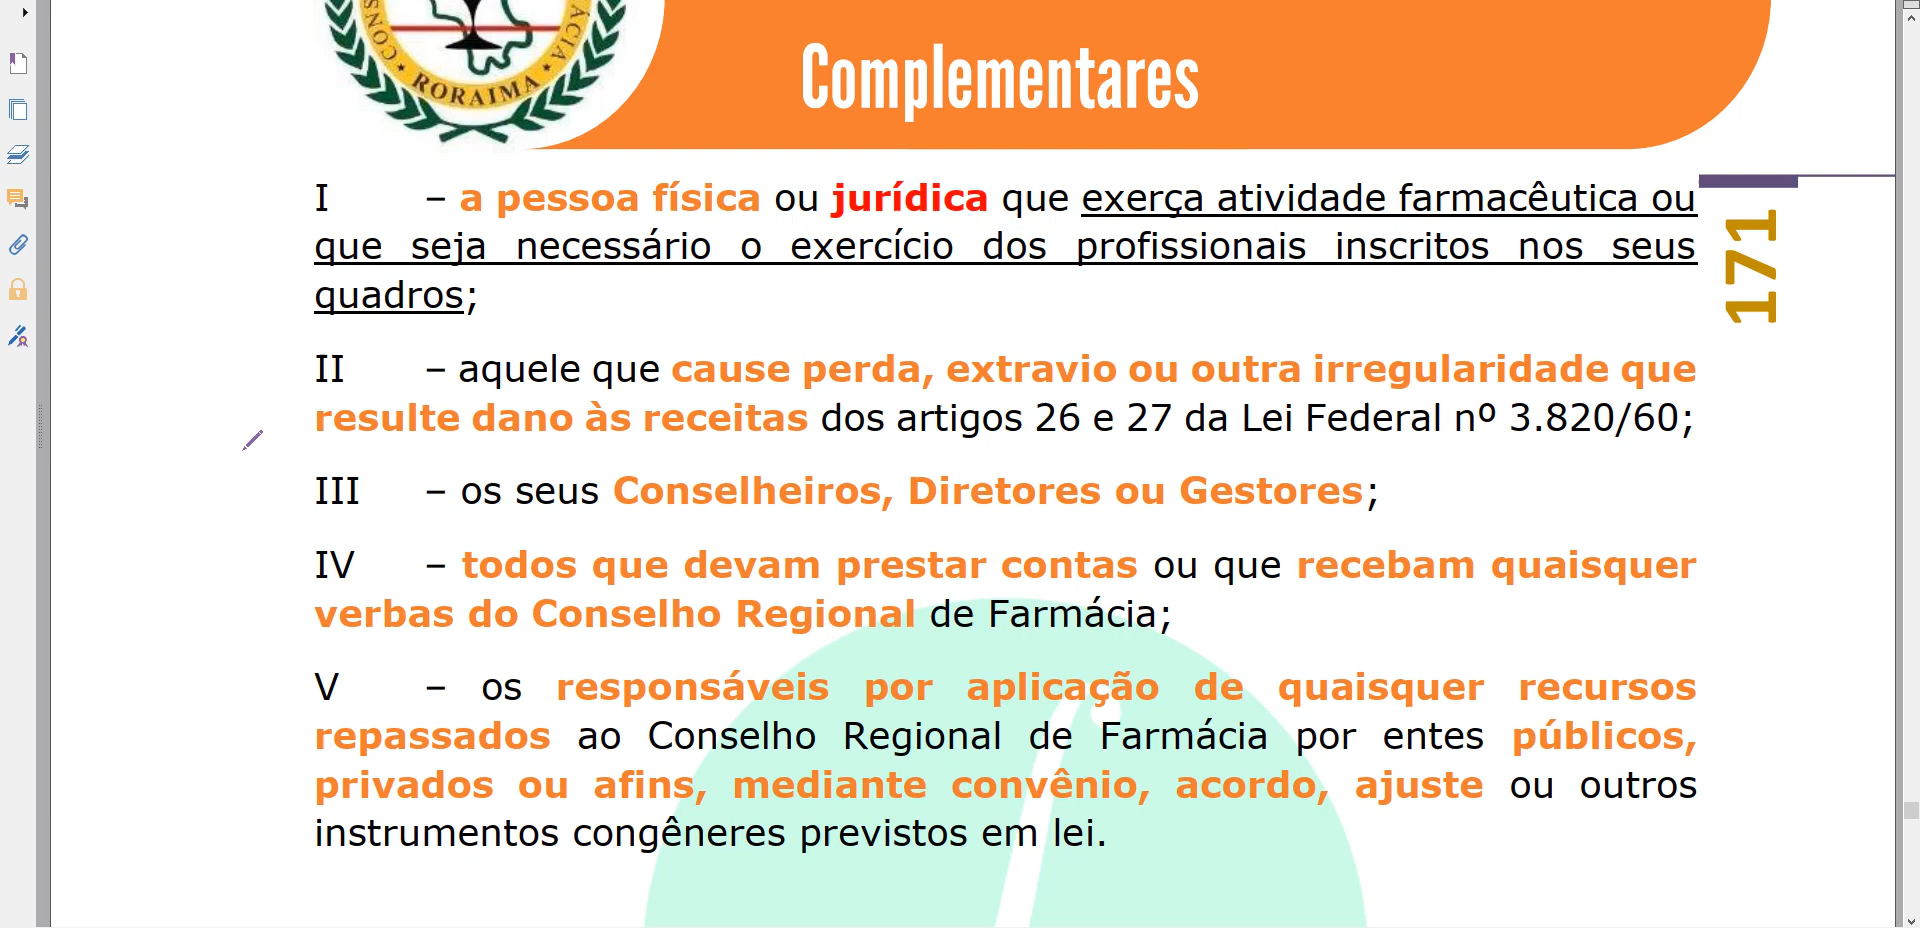 CONS
RORAIMA
ACIA
Complementares
I – a pessoa física ou jurídica que exerça atividade farmacêutica ou
que seja necessário o exercício dos profissionais inscritos nos seus
quadros;
171
II – aquele que cause perda, extravio ou outra irregularidade que
resulte dano às receitas dos artigos 26 e 27 da Lei Federal nº 3.820/60;
III – os seus Conselheiros, Diretores ou Gestores;
IV – todos que devam prestar contas ou que recebam quaisquer
verbas do Conselho Regional de Farmácia;
V – os responsáveis por aplicação de quaisquer recursos
repassados ao Conselho Regional de Farmácia por entes públicos,
privados ou afins, mediante convênio, acordo, ajuste ou outros
instrumentos congêneres previstos em lei.